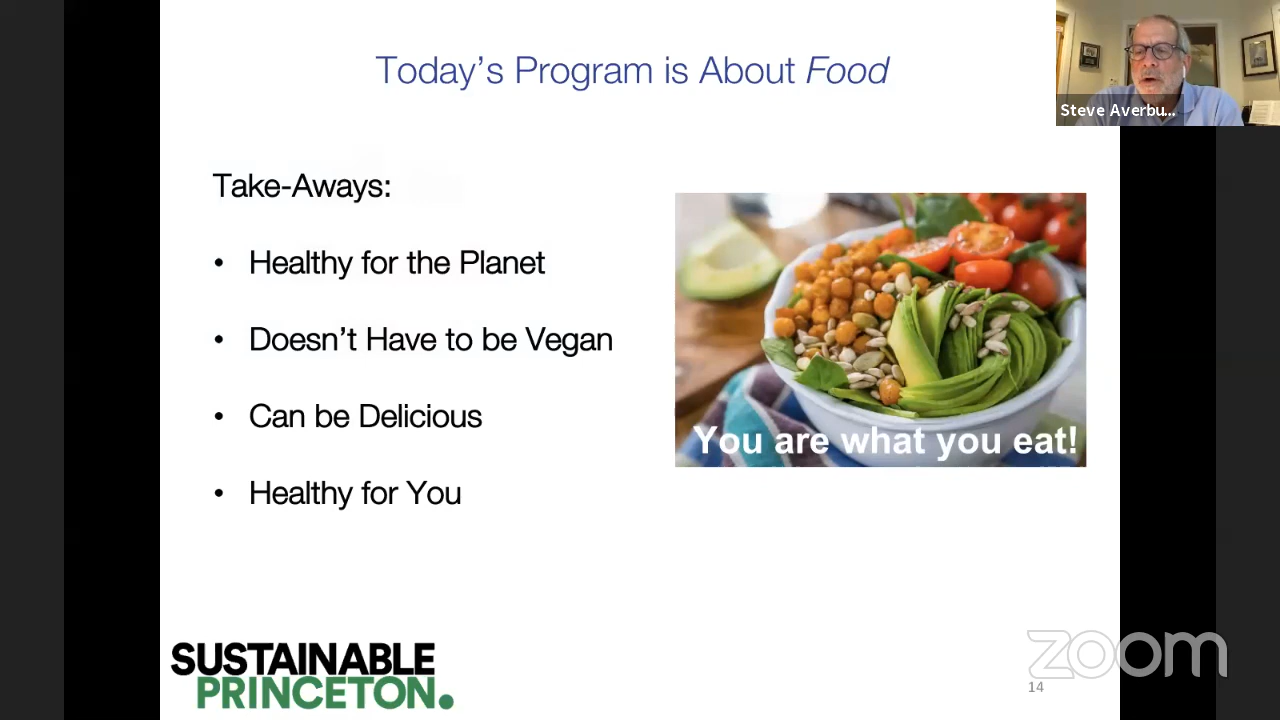 Today's Program is About Food
Steve Averbu...
Take-Aways:
• Healthy for the Planet
• Doesn't Have to be Vegan
• Can be Delicious
• Healthy for You
You are what you eat!
SUSTAINABLE
PRINCETON.
zoom
14